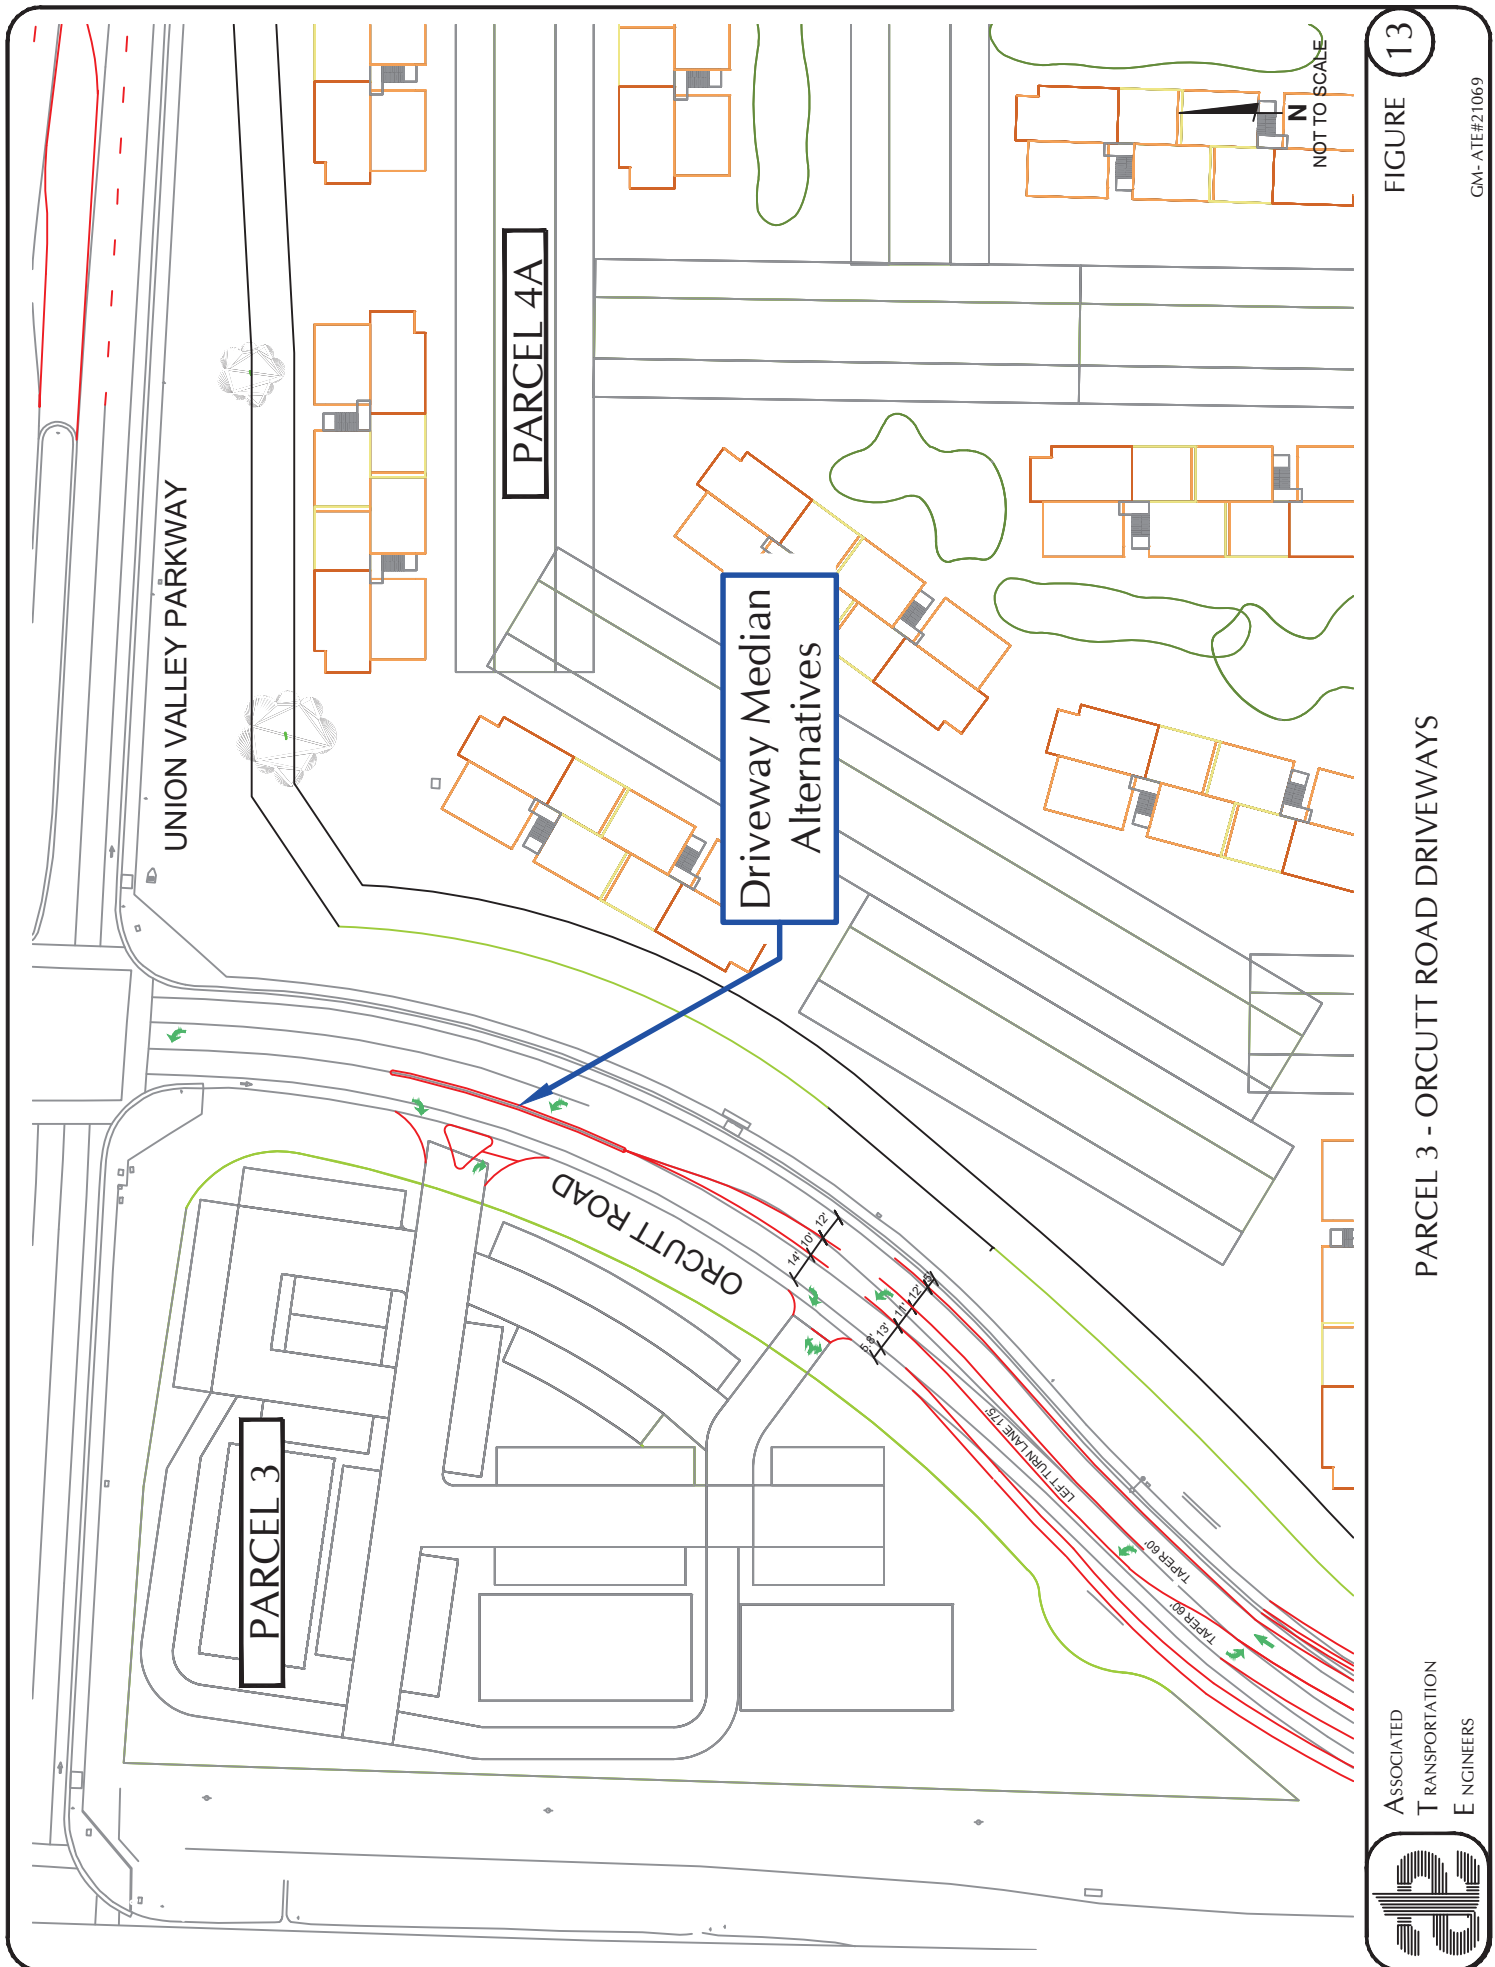 UNION VALLEY PARKWAY
PARCEL 4A
PARCEL 3
Driveway Median
Alternatives
ORCUTT ROAD
14' 10' 12'
5.8' 13' 11' 12'
LEFT TURN LANE 175'
TAPER 60'
TAPER 60'
N
NOT TO SCALE
ASSOCIATED
TRANSPORTATION
ENGINEERS
PARCEL 3 - ORCUTT ROAD DRIVEWAYS
FIGURE 13
GM- ATE#21069